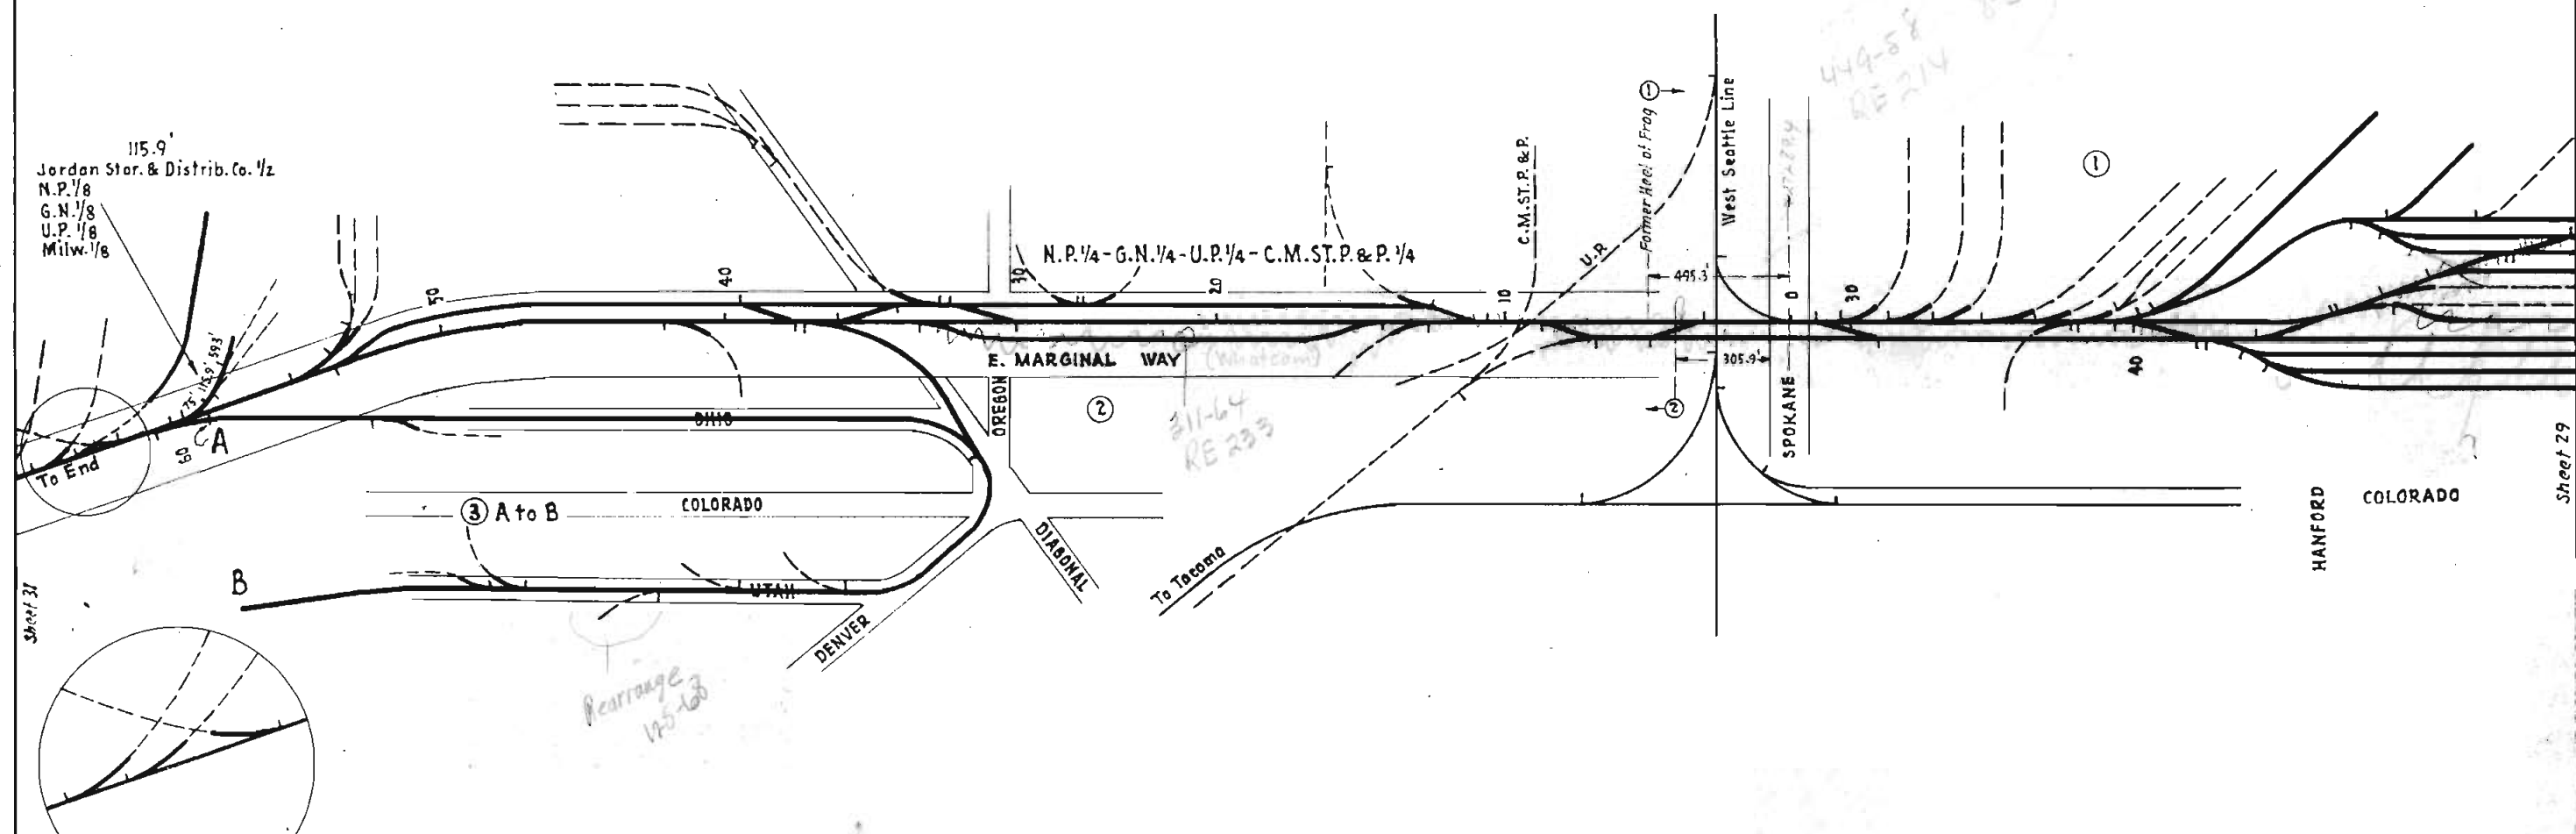 115.9'
Jordan Stor. & Distrib. Co. 1/2
N.P. 1/8
G.N. 1/8
U.P. 1/8
Milw. 1/8
75' 115.9' 593'
60
A
To End
50
40
30
N.P. 1/4 - G.N. 1/4 - U.P. 1/4 - C.M. ST. P. & P. 1/4
20
10
C.M. ST. P. & P.
U.P.
Former Heel of Frog
①
495.3'
West Seattle Line
449-58
RE 214
①
0
30
40
E. MARGINAL WAY
(Whatcom)
305.9'
②
SPOKANE
OREGON
②
311-64
RE 233
OHIO
③ A to B
COLORADO
B
UTAH
DENVER
DIAGONAL
To Tacoma
HANFORD
COLORADO
Sheet 29
Sheet 31
Rearrange